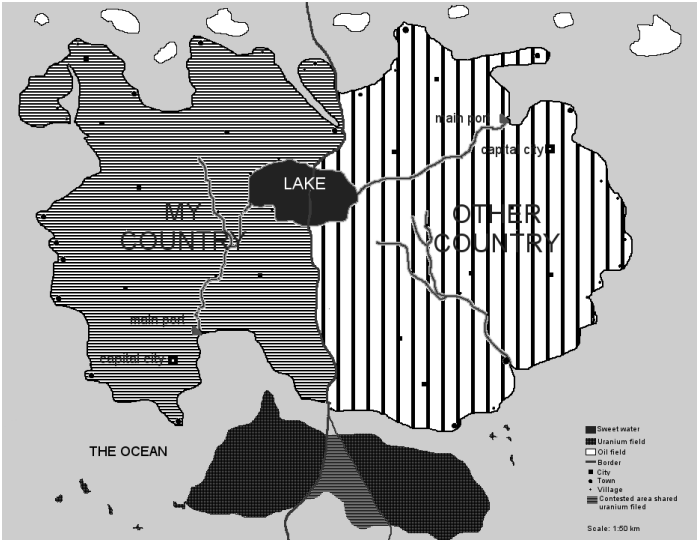 main port
capital city
LAKE
MY
COUNTRY
OTHER
COUNTRY
main port
capital city
THE OCEAN
Sweet water
Uranium field
Oil field
Border
City
Town
Village
Contested area shared
uranium filed
Scale: 1:50 km